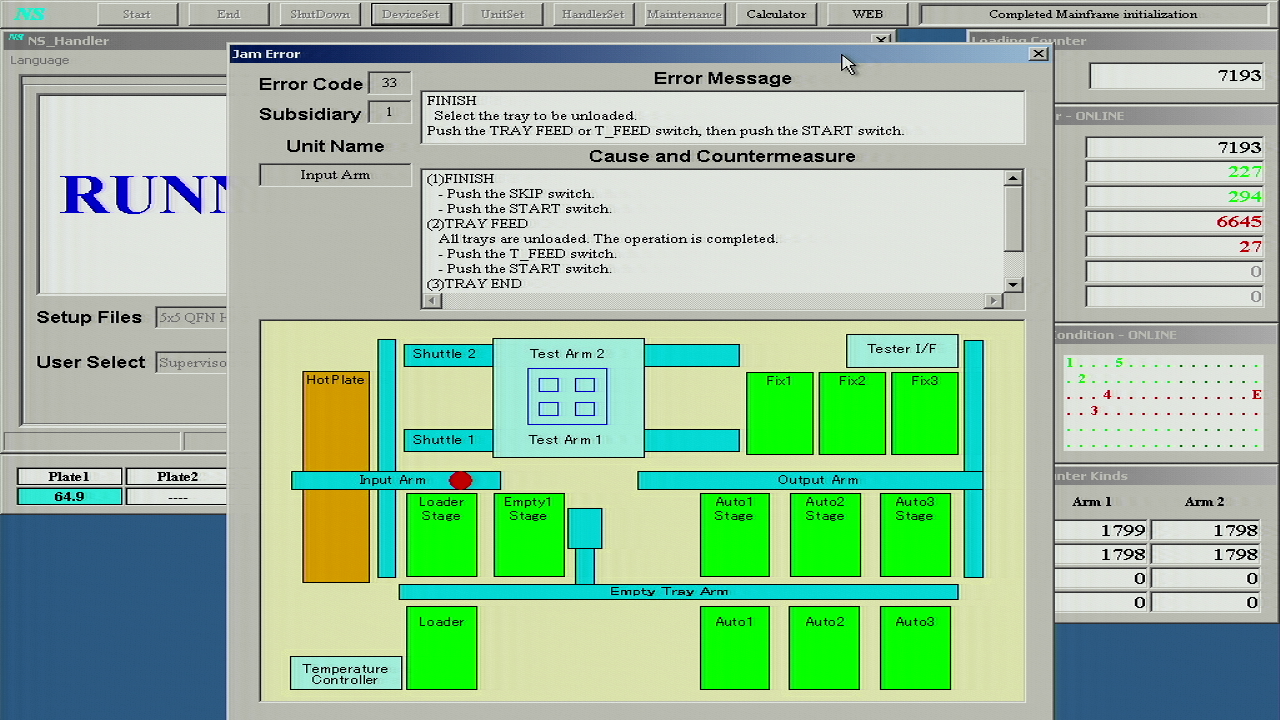 NS
Start
End
ShutDown
DeviceSet
UnitSet
HandlerSet
Maintenance
Calculator
WEB
Completed Mainframe initialization
NS NS_Handler
Language
Setup Files
5x5 QFN
User Select
Plate1
Plate2
64.9
----
Jam Error
Error Code
33
Subsidiary
1
Unit Name
Input Arm
Error Message
FINISH
Select the tray to be unloaded.
Push the TRAY FEED or T_FEED switch, then push the START switch.
Cause and Countermeasure
(1)FINISH
- Push the SKIP switch.
- Push the START switch.
(2)TRAY FEED
All trays are unloaded. The operation is completed.
- Push the T_FEED switch.
- Push the START switch.
(3)TRAY END
Shuttle 2
Test Arm 2
Tester I/F
HotPlate
Fix1
Fix2
Fix3
Shuttle 1
Test Arm 1
Input Arm
Output Arm
Loader
Stage
Empty1
Stage
Auto1
Stage
Auto2
Stage
Auto3
Stage
Empty Tray Arm
Loader
Auto1
Auto2
Auto3
Temperature
Controller
Counter
7193
- ONLINE
7193
227
294
6645
27
0
0
- ONLINE
1 . . . 5 . . . . . . . . . . .
. 2 . . . . . . . . . . . . . .
. . . 4 . . . . . . . . . . . E
. . 3 . . . . . . . . . . . . .
Kinds
Arm 1
Arm 2
1799
1798
1798
1798
0
0
0
0